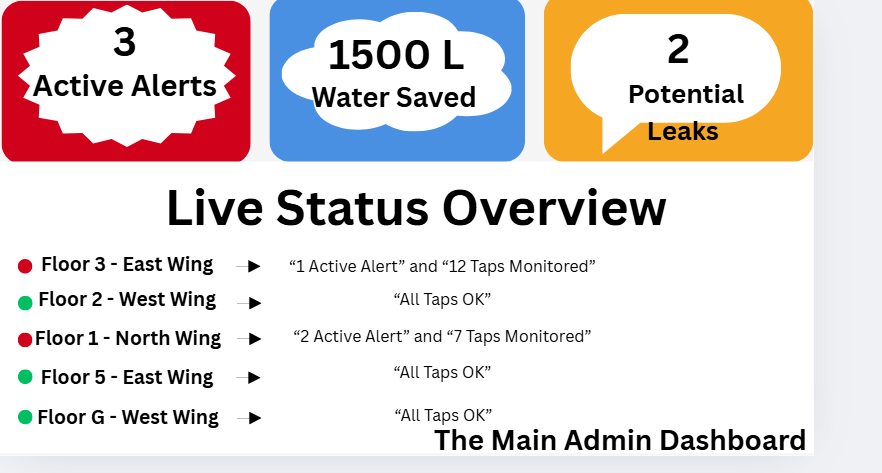 3
Active Alerts
1500 L
Water Saved
2
Potential
Leaks
Live Status Overview
Floor 3 - East Wing “1 Active Alert” and “12 Taps Monitored”
Floor 2 - West Wing “All Taps OK”
Floor 1 - North Wing “2 Active Alert” and “7 Taps Monitored”
Floor 5 - East Wing “All Taps OK”
Floor G - West Wing “All Taps OK”
The Main Admin Dashboard